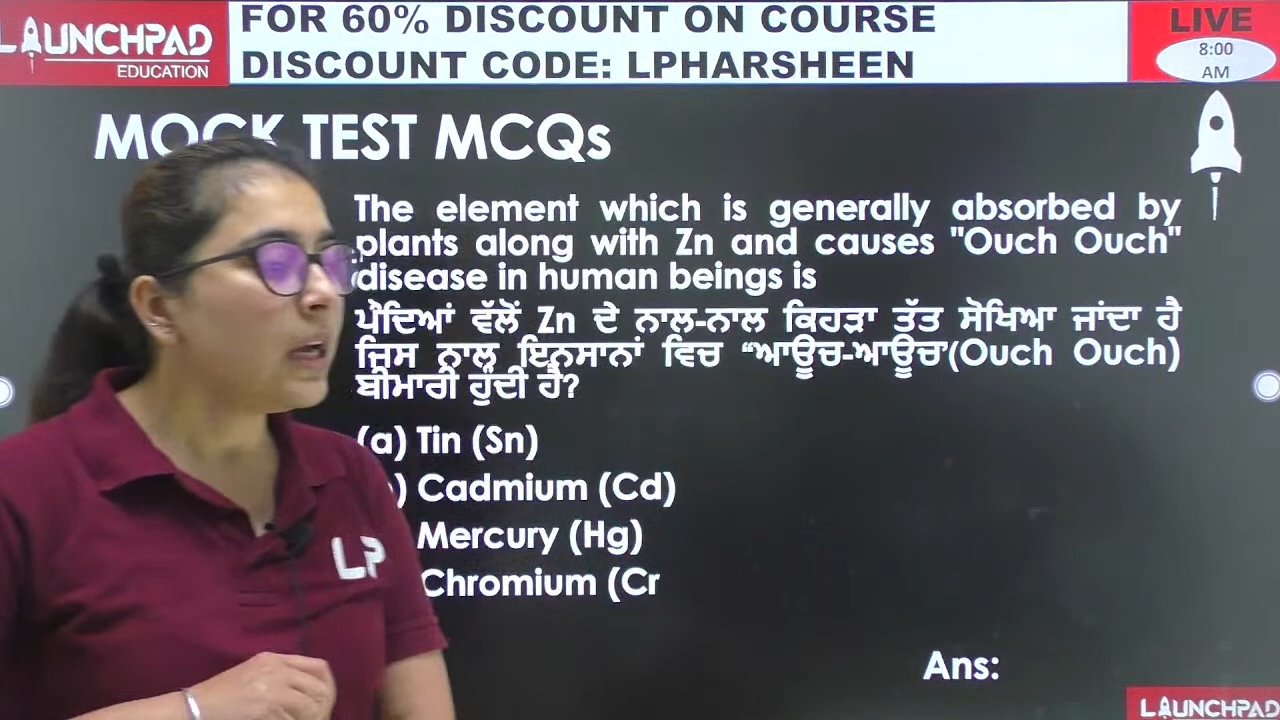 LAUNCHPAD
EDUCATION
FOR 60% DISCOUNT ON COURSE
DISCOUNT CODE: LPHARSHEEN
LIVE
8:00
AM
MOCK TEST MCQs
The element which is generally absorbed by
plants along with Zn and causes "Ouch Ouch"
disease in human beings is
ਪੌਦਿਆਂ ਵੱਲੋਂ Zn ਦੇ ਨਾਲ-ਨਾਲ ਕਿਹੜਾ ਤੱਤ ਸੋਖਿਆ ਜਾਂਦਾ ਹੈ
ਜਿਸ ਨਾਲ ਇਨਸਾਨਾਂ ਵਿਚ “ਆਊਚ-ਆਊਚ'(Ouch Ouch)
ਬੀਮਾਰੀ ਹੁੰਦੀ ਹੈ?
(a) Tin (Sn)
) Cadmium (Cd)
Mercury (Hg)
Chromium (Cr
LP
Ans:
LAUNCHPAD